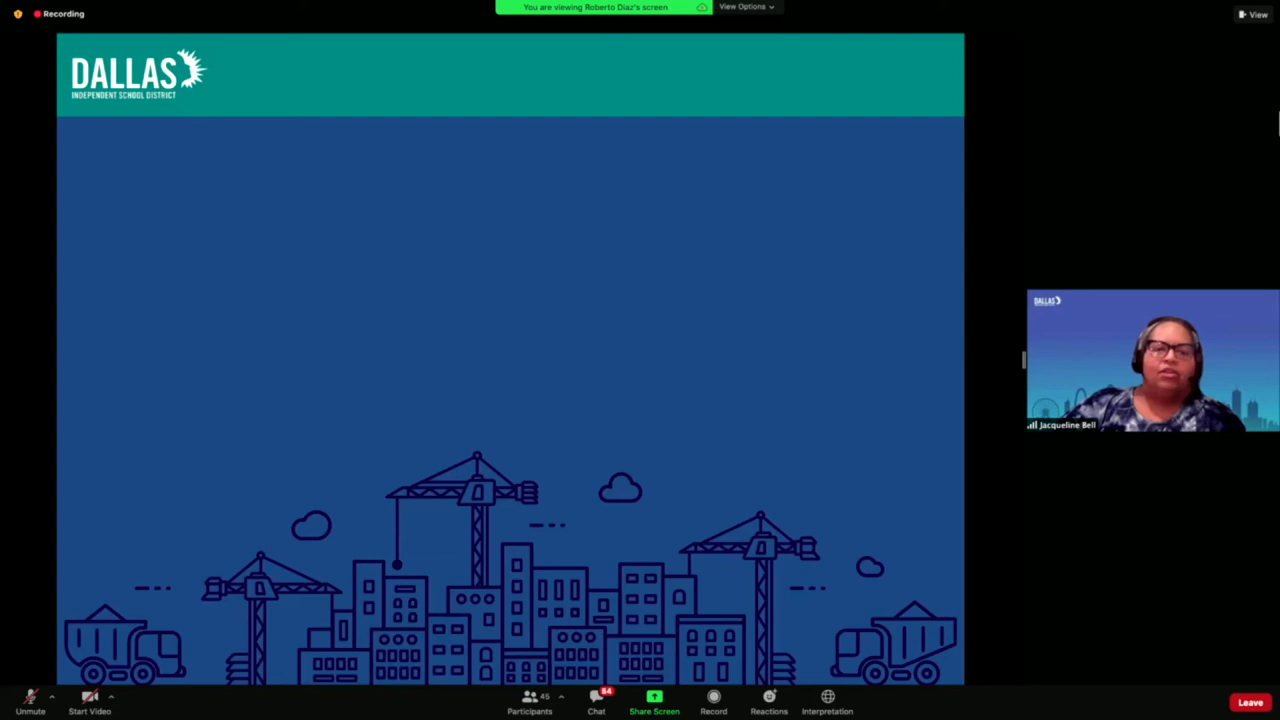 Recording
You are viewing Roberto Diaz's screen
View Options
View
DALLAS
INDEPENDENT SCHOOL DISTRICT
DALLAS
Jacqueline Bell
Unmute
Start Video
45
Participants
54
Chat
Share Screen
Record
Reactions
Interpretation
Leave